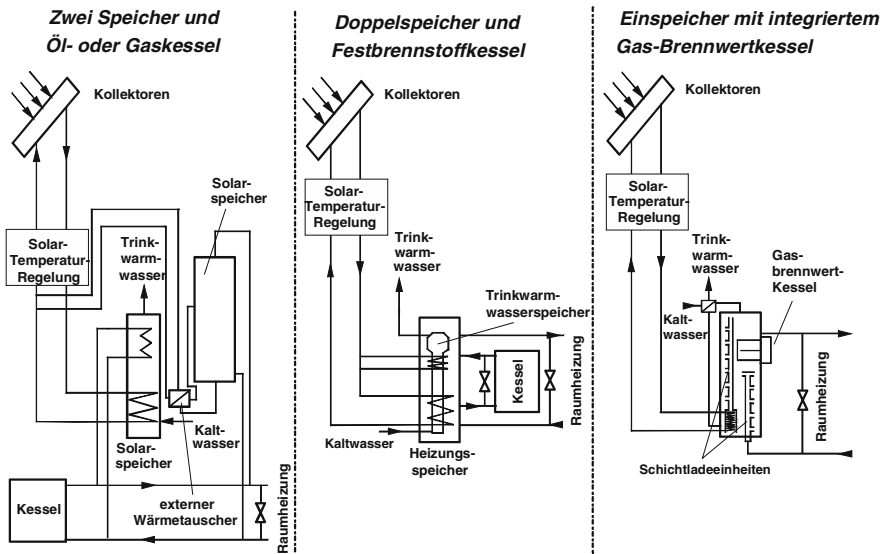 Zwei Speicher und
Öl- oder Gaskessel
Kollektoren
Solar-
speicher
Solar-
Temperatur-
Regelung
Trink-
warm-
wasser
Kalt-
wasser
Solar-
speicher
Kessel
externer
Wärmetauscher
Raumheizung
Doppelspeicher und
Festbrennstoffkessel
Kollektoren
Solar-
Temperatur-
Regelung
Trink-
warm-
wasser
Trinkwarm-
wasserspeicher
Kessel
Raumheizung
Kaltwasser
Heizungs-
speicher
Einspeicher mit integriertem
Gas-Brennwertkessel
Kollektoren
Solar-
Temperatur-
Regelung
Trink-
warm-
wasser
Gas-
brennwert-
Kessel
Kalt-
wasser
Raumheizung
Schichtladeeinheiten